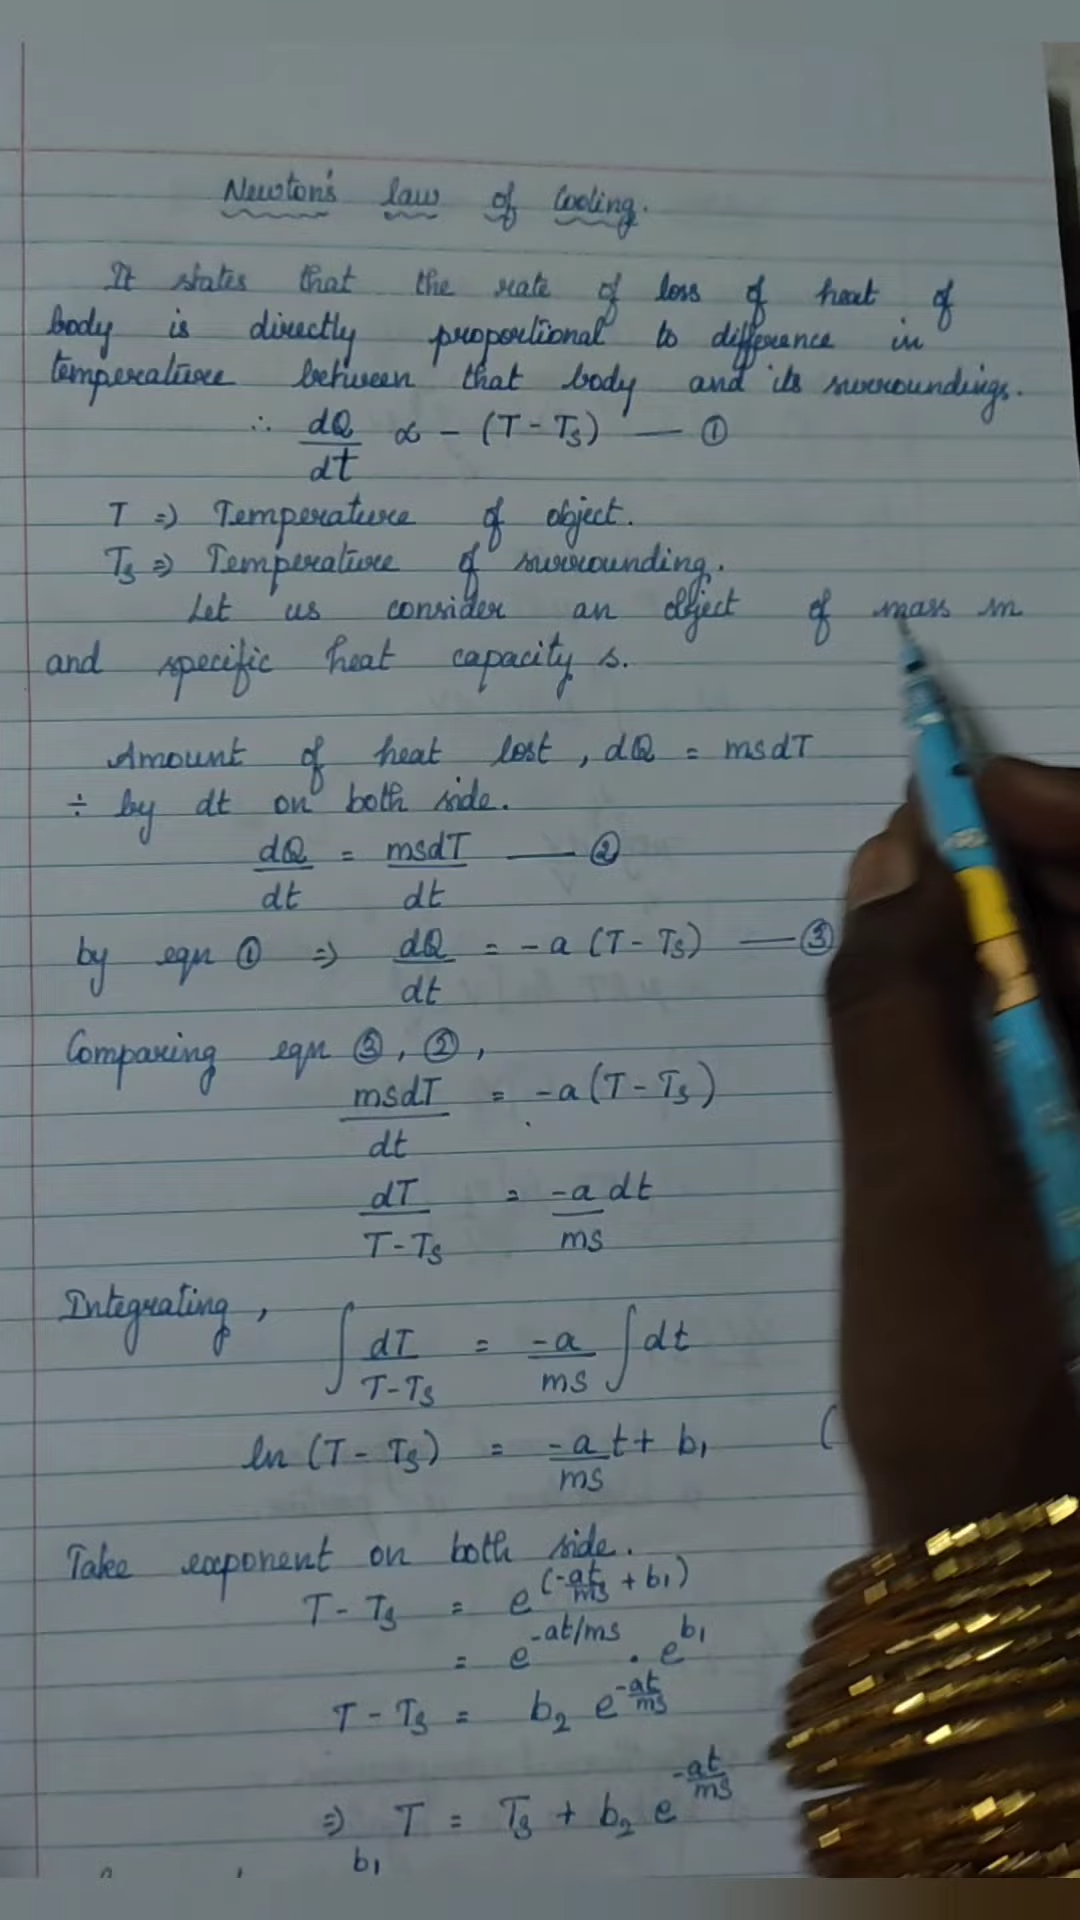 Newton's law of Cooling.
It states that the rate of loss of heat of
body is directly proportional to difference in
temperature between that body and its surroundings.
∴ dQ/dt ∝ - (T - Ts) — ①
T => Temperature of object.
Ts => Temperature of surrounding.
Let us consider an object of mass m
and specific heat capacity s.
Amount of heat lost, dQ = msdT
÷ by dt on both side.
dQ/dt = msdT/dt — ②
by eqn ① => dQ/dt = -a (T - Ts) — ③
Comparing eqn ③, ②,
msdT/dt = -a (T - Ts)
dT/(T - Ts) = -a/ms dt
Integrating,
∫ dT/(T - Ts) = -a/ms ∫ dt
ln (T - Ts) = -a/ms t + b₁ (
Take exponent on both side.
T - Ts = e^(-at/ms + b₁)
= e^(-at/ms) . e^(b₁)
T - Ts = b₂ e^(-at/ms)
=> T = Ts + b₂ e^(-at/ms)
b₁